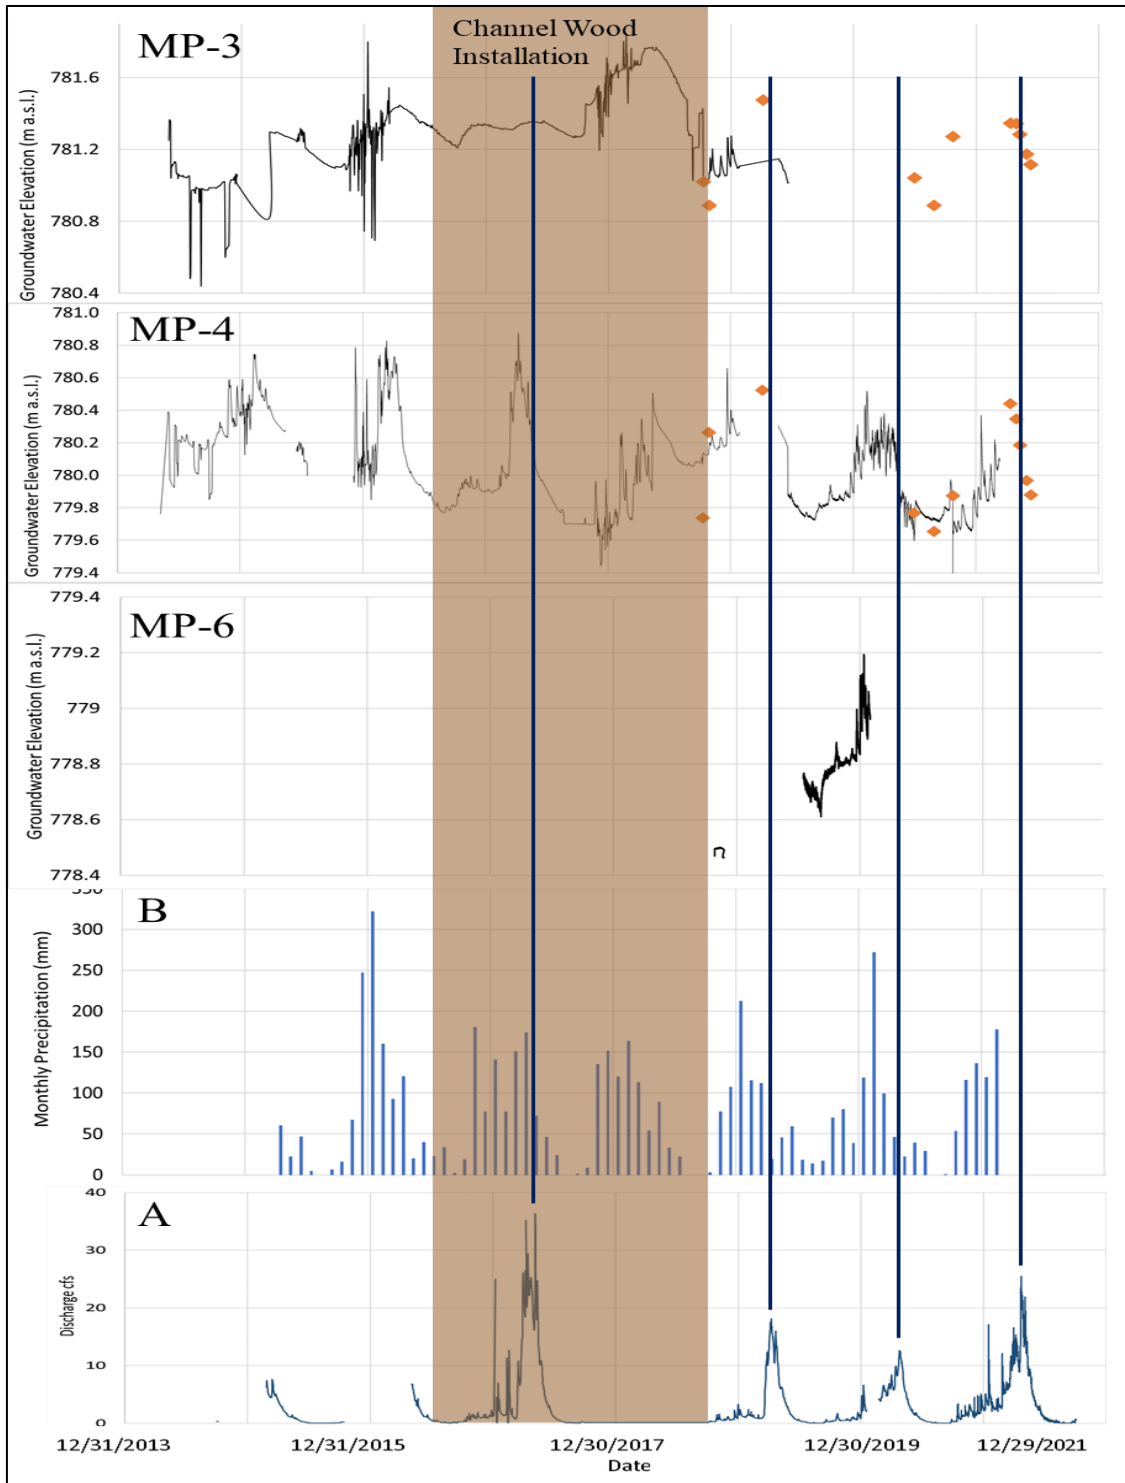 Channel Wood
Installation
MP-3
Groundwater Elevation (m a.s.l.)
781.6
781.2
780.8
780.4
MP-4
Groundwater Elevation (m a.s.l.)
781.0
780.8
780.6
780.4
780.2
780.0
779.8
779.6
779.4
MP-6
Groundwater Elevation (m a.s.l.)
779.4
779.2
779
778.8
778.6
778.4
B
Monthly Precipitation (mm)
350
300
250
200
150
100
50
0
A
Discharge cfs
40
30
20
10
0
12/31/2013 12/31/2015 12/30/2017 12/30/2019 12/29/2021
Date